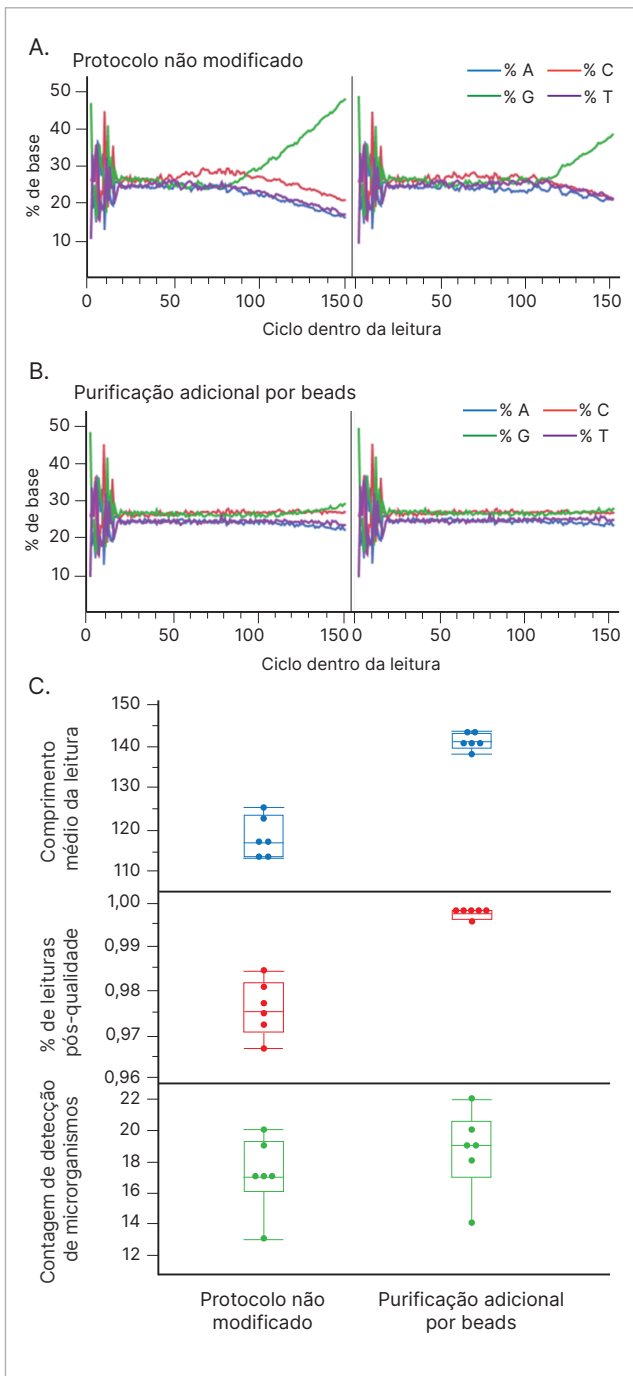 A.
Protocolo não modificado
% A % C
% G % T
% de base
50
40
30
20
10
0 50 100 150 0 50 100 150
Ciclo dentro da leitura
B.
Purificação adicional por beads
% A % C
% G % T
% de base
50
40
30
20
10
0 50 100 150 0 50 100 150
Ciclo dentro da leitura
C.
Comprimento
médio da leitura
150
140
130
120
110
% de leituras
pós-qualidade
1,00
0,99
0,98
0,97
0,96
Contagem de detecção
de microrganismos
22
20
18
16
14
12
Protocolo não
modificado
Purificação adicional
por beads